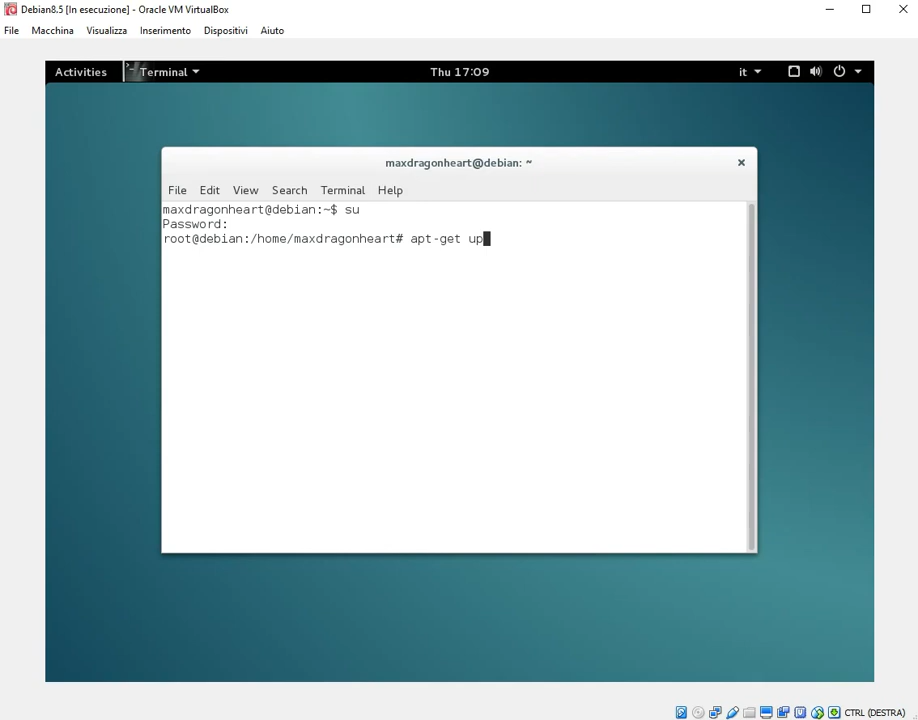 Debian8.5 [In esecuzione] - Oracle VM VirtualBox
File Macchina Visualizza Inserimento Dispositivi Aiuto
Activities Terminal Thu 17:09 it
maxdragonheart@debian: ~
File Edit View Search Terminal Help
maxdragonheart@debian:~$ su
Password:
root@debian:/home/maxdragonheart# apt-get up
CTRL (DESTRA)